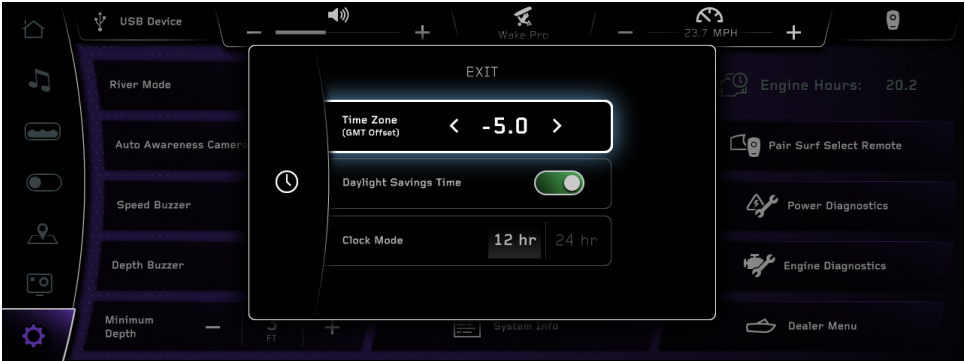 USB Device
Wake Pro
23.7 MPH
EXIT
River Mode
Time Zone
(GMT Offset)
-5.0
Engine Hours: 20.2
Auto Awareness Camer
Pair Surf Select Remote
Daylight Savings Time
Speed Buzzer
Power Diagnostics
Clock Mode
12 hr
24 hr
Depth Buzzer
Engine Diagnostics
Minimum
Depth
FT
System Info
Dealer Menu